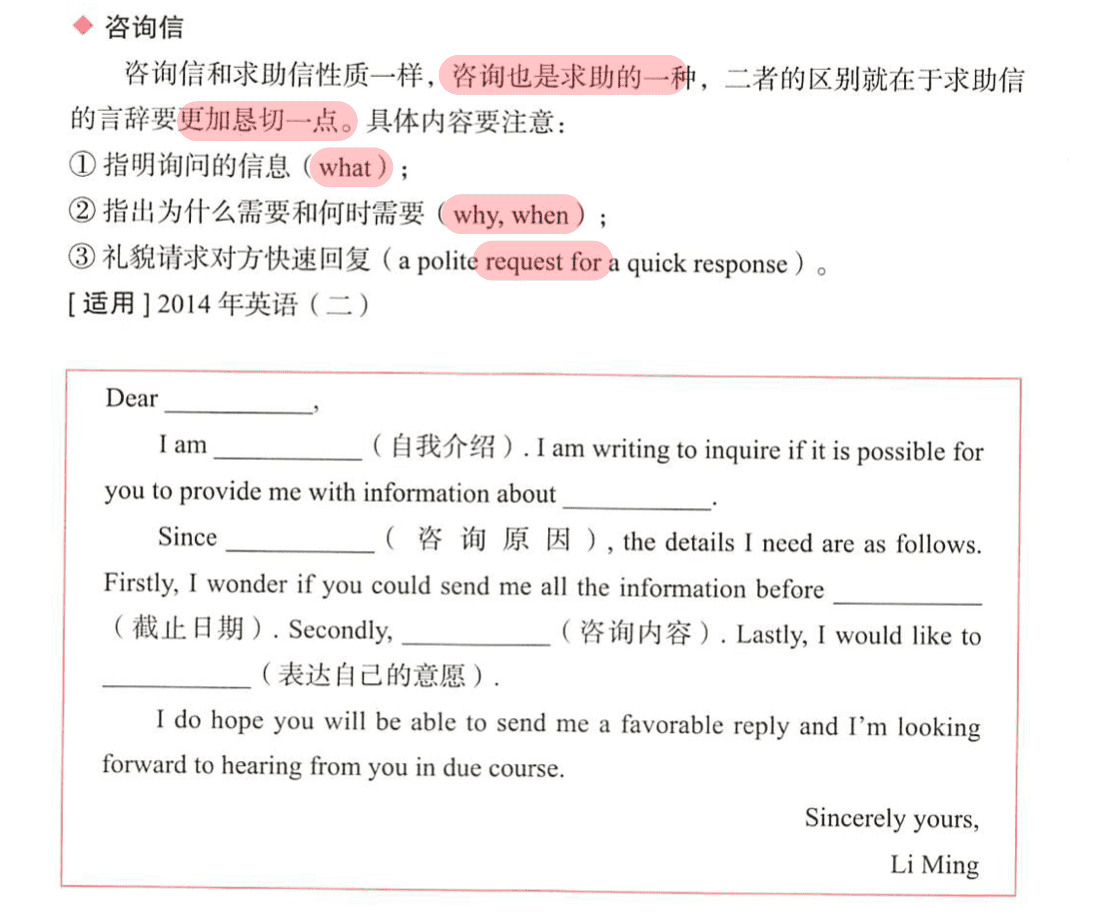 ◆ 咨询信
咨询信和求助信性质一样，咨询也是求助的一种，二者的区别就在于求助信
的言辞要更加恳切一点。具体内容要注意：
① 指明询问的信息（what）；
② 指出为什么需要和何时需要（why, when）；
③ 礼貌请求对方快速回复（a polite request for a quick response）。
[ 适用 ] 2014 年英语（二）
Dear ____________,
I am ____________（自我介绍）. I am writing to inquire if it is possible for
you to provide me with information about ____________.
Since ____________（咨询原因）, the details I need are as follows.
Firstly, I wonder if you could send me all the information before ____________
（截止日期）. Secondly, ____________（咨询内容）. Lastly, I would like to
____________（表达自己的意愿）.
I do hope you will be able to send me a favorable reply and I'm looking
forward to hearing from you in due course.
Sincerely yours,
Li Ming